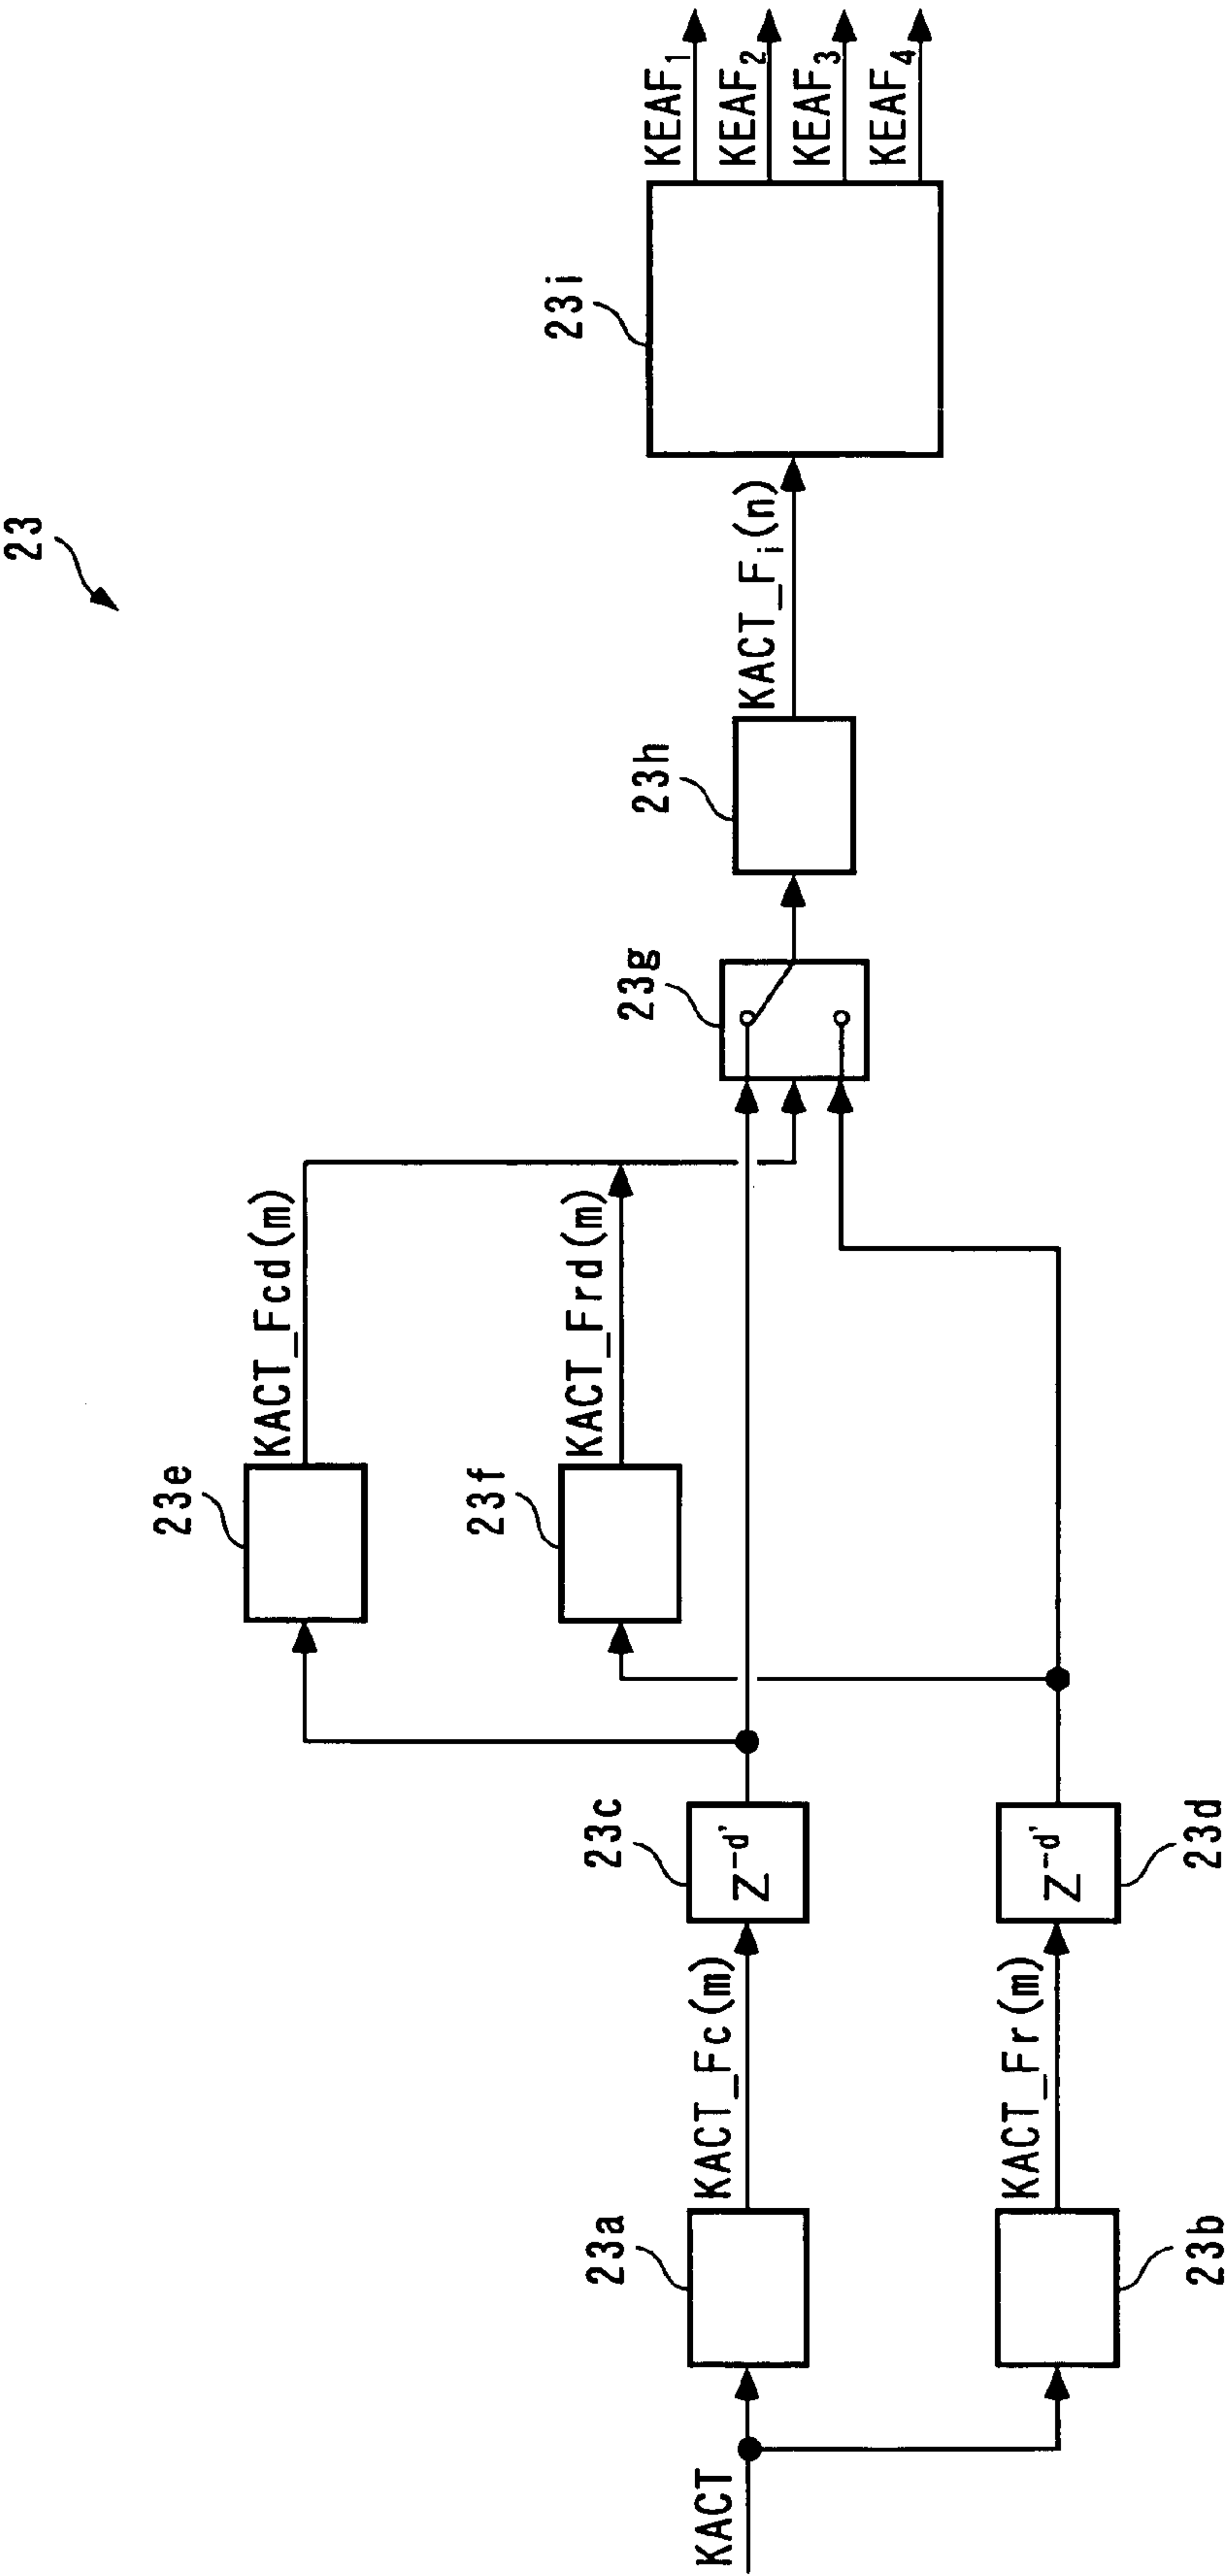 23
23e
KACT_Fcd(m)
23f
KACT_Frd(m)
KACT
23a
KACT_Fc(m)
23c
Z^-d'
23g
23h
KACT_Fi(n)
23i
KEAF1
KEAF2
KEAF3
KEAF4
KACT_Fr(m)
Z^-d'
23b
23d